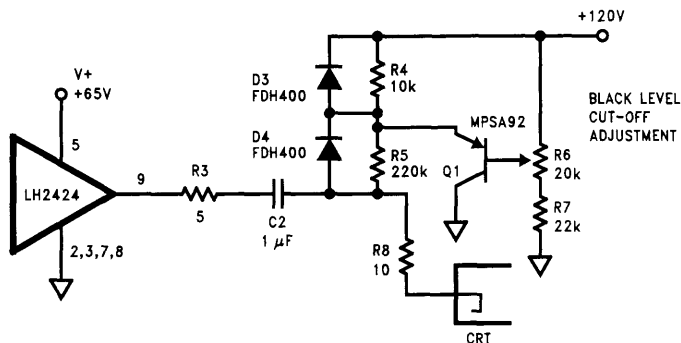 +120V
V+
+65V
5
LH2424
9
2,3,7,8
R3
5
C2
1 μF
D3
FDH400
D4
FDH400
R4
10k
R5
220k
MPSA92
Q1
BLACK LEVEL
CUT-OFF
ADJUSTMENT
R6
20k
R7
22k
R8
10
CRT